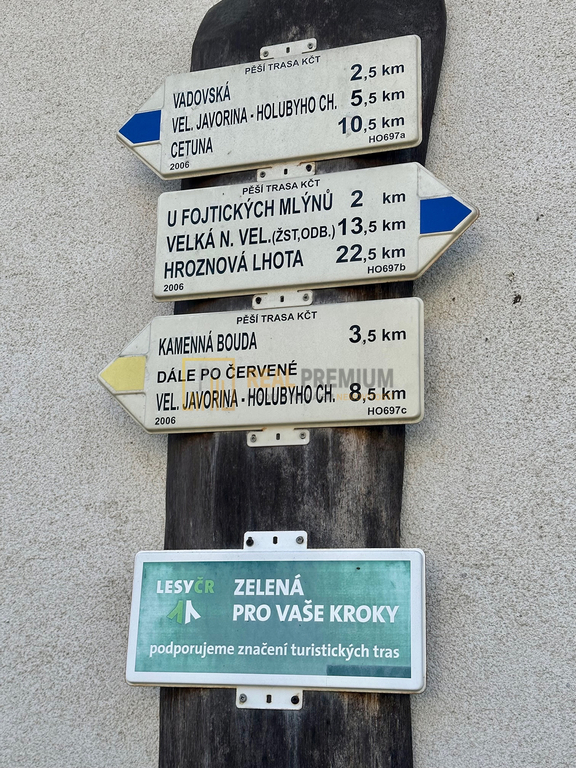 PĚŠÍ TRASA KČT
VADOVSKÁ 2,5 km
VEL. JAVORINA - HOLUBYHO CH. 5,5 km
CETUNA 10,5 km
2006 HO697a
PĚŠÍ TRASA KČT
U FOJTICKÝCH MLÝNŮ 2 km
VELKÁ N. VEL.(ŽST,ODB.) 13,5 km
HROZNOVÁ LHOTA 22,5 km
2006 HO697b
PĚŠÍ TRASA KČT
KAMENNÁ BOUDA 3,5 km
DÁLE PO ČERVENÉ
REAL PREMIUM
VEL. JAVORINA - HOLUBYHO CH. 8,5 km
2006 HO697c
LESYČR
ZELENÁ
PRO VAŠE KROKY
podporujeme značení turistických tras